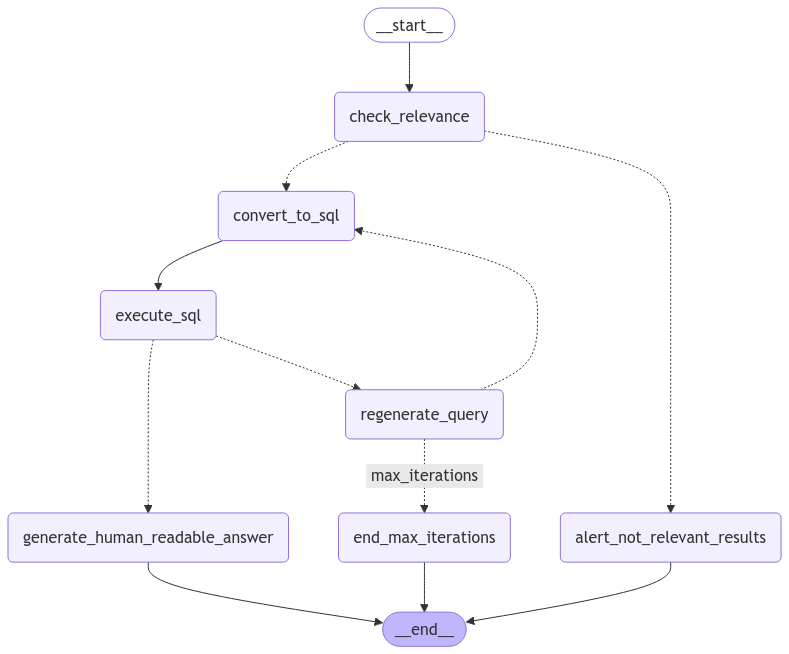 __start__
check_relevance
convert_to_sql
execute_sql
regenerate_query
max_iterations
generate_human_readable_answer
end_max_iterations
alert_not_relevant_results
__end__